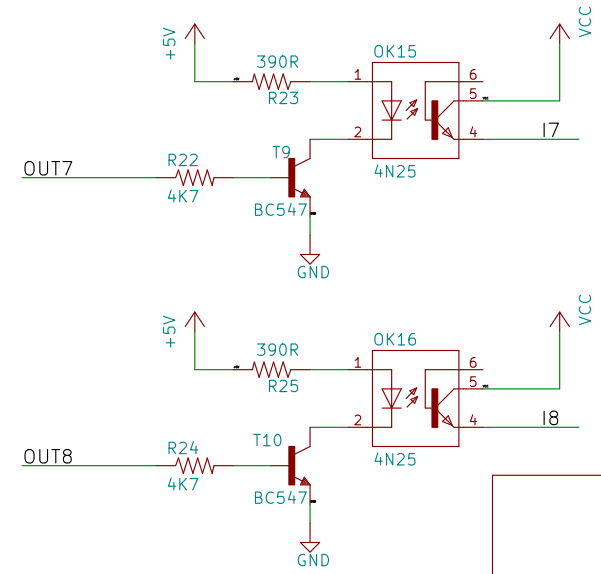 +5V
VCC
390R
R23
OK15
1
6
5
2
4
I7
4N25
T9
OUT7
R22
4K7
BC547
GND
+5V
VCC
390R
R25
OK16
1
6
5
2
4
I8
4N25
T10
OUT8
R24
4K7
BC547
GND